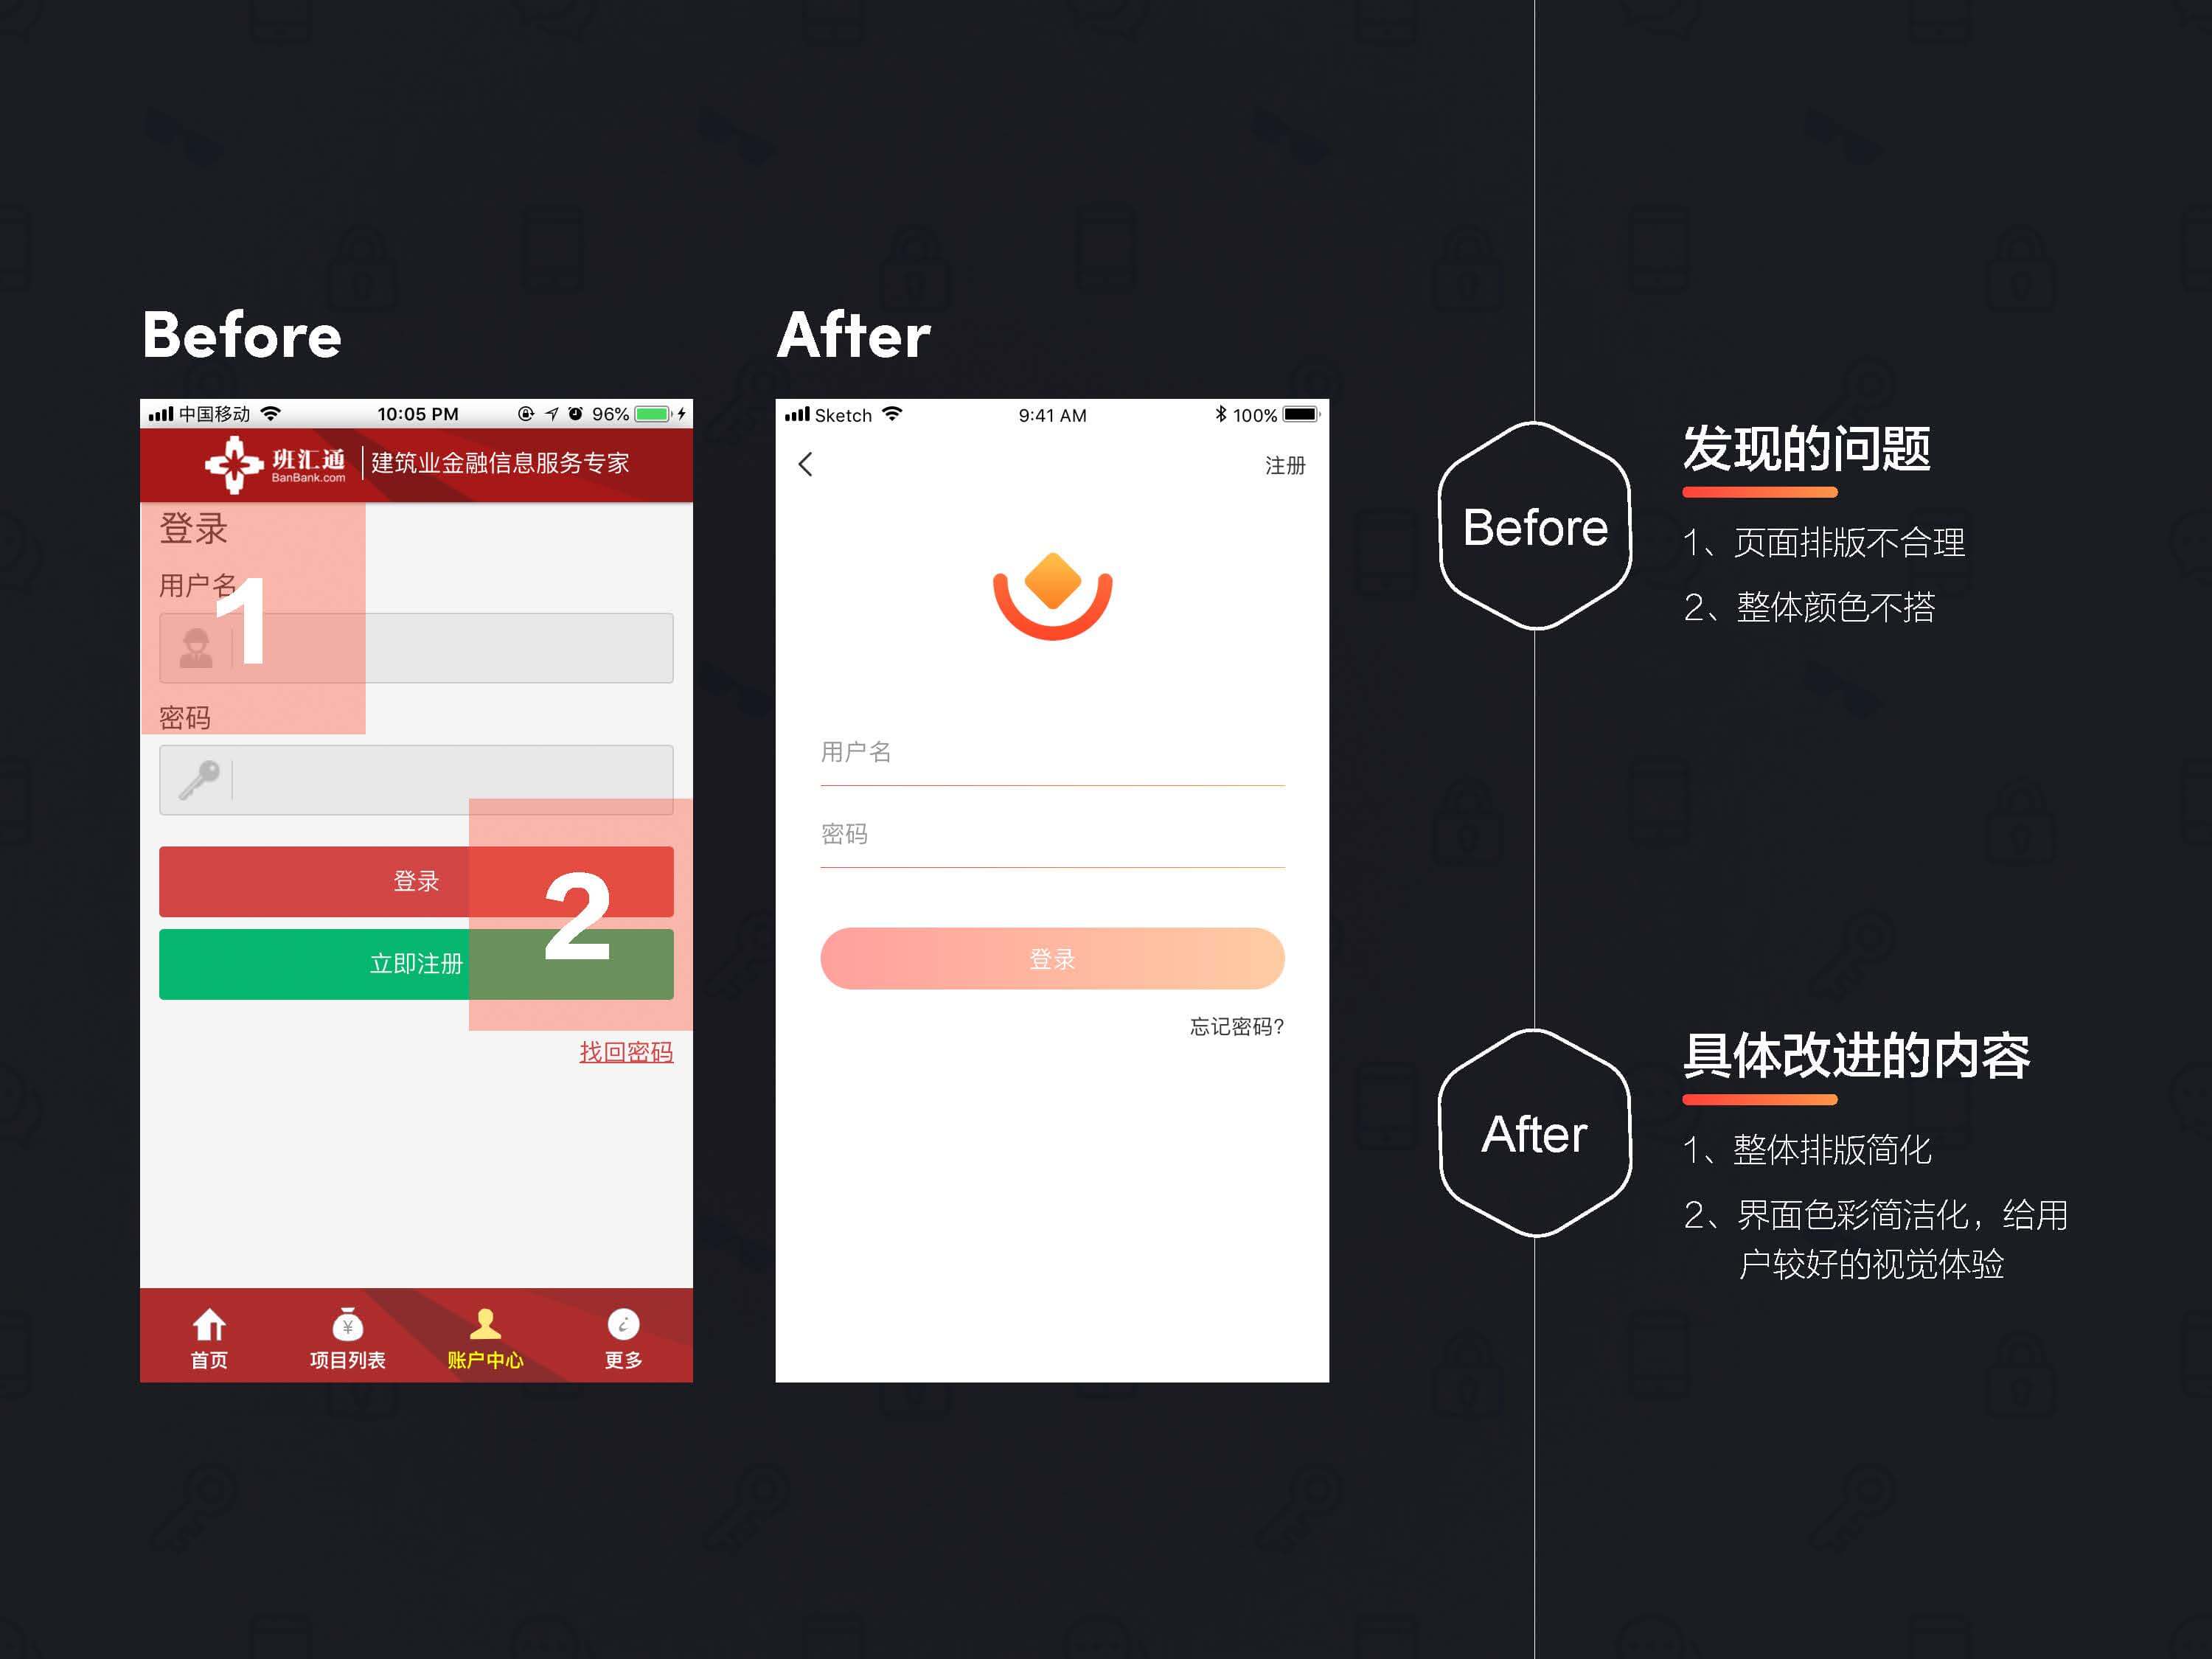 Before
中国移动
10:05 PM
96%
班汇通
BanBank.com
建筑业金融信息服务专家
登录
用户名
1
密码
登录
2
立即注册
找回密码
首页
项目列表
账户中心
更多
After
Sketch
9:41 AM
100%
注册
用户名
密码
登录
忘记密码?
Before
发现的问题
1、页面排版不合理
2、整体颜色不搭
After
具体改进的内容
1、整体排版简化
2、界面色彩简洁化，给用
户较好的视觉体验